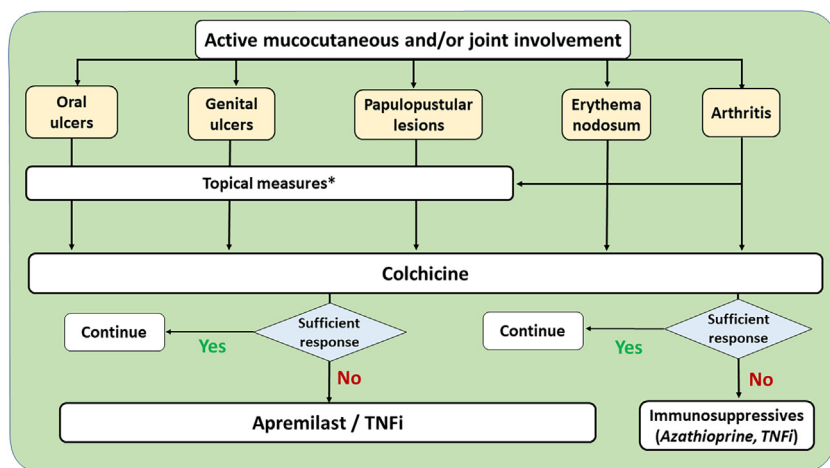 Active mucocutaneous and/or joint involvement
Oral
ulcers
Genital
ulcers
Papulopustular
lesions
Erythema
nodosum
Arthritis
Topical measures*
Colchicine
Sufficient
response
Continue
Yes
No
Sufficient
response
Continue
Yes
No
Apremilast / TNFi
Immunosuppressives
(Azathioprine, TNFi)